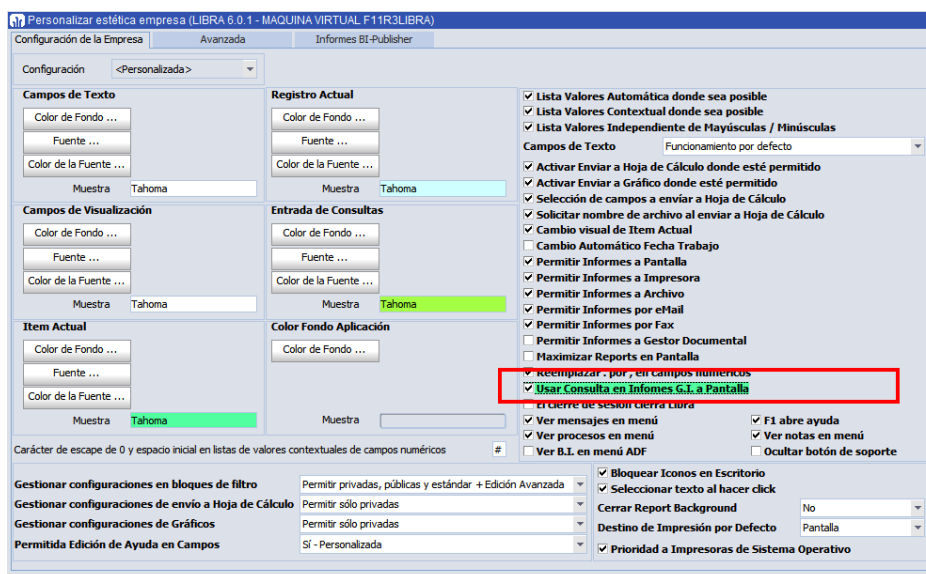 Personalizar estética empresa (LIBRA 6.0.1 - MAQUINA VIRTUAL F11R3LIBRA)
Configuración de la Empresa Avanzada Informes BI-Publisher
Configuración <Personalizada>
Campos de Texto
Color de Fondo ...
Fuente ...
Color de la Fuente ...
Muestra Tahoma
Registro Actual
Color de Fondo ...
Fuente ...
Color de la Fuente ...
Muestra Tahoma
Campos de Visualización
Color de Fondo ...
Fuente ...
Color de la Fuente ...
Muestra Tahoma
Entrada de Consultas
Color de Fondo ...
Fuente ...
Color de la Fuente ...
Muestra Tahoma
Item Actual
Color de Fondo ...
Fuente ...
Color de la Fuente ...
Muestra Tahoma
Color Fondo Aplicación
Color de Fondo ...
Muestra
Carácter de escape de 0 y espacio inicial en listas de valores contextuales de campos numéricos #
Lista Valores Automática donde sea posible
Lista Valores Contextual donde sea posible
Lista Valores Independiente de Mayúsculas / Minúsculas
Campos de Texto Funcionamiento por defecto
Activar Enviar a Hoja de Cálculo donde esté permitido
Activar Enviar a Gráfico donde esté permitido
Selección de campos a envíar a Hoja de Cálculo
Solicitar nombre de archivo al enviar a Hoja de Cálculo
Cambio visual de Item Actual
Cambio Automático Fecha Trabajo
Permitir Informes a Pantalla
Permitir Informes a Impresora
Permitir Informes a Archivo
Permitir Informes por eMail
Permitir Informes por Fax
Permitir Informes a Gestor Documental
Maximizar Reports en Pantalla
Reemplazar . por , en campos numéricos
Usar Consulta en Infomes G.I. a Pantalla
El cierre de sesión cierra Libra
Ver mensajes en menú F1 abre ayuda
Ver procesos en menú Ver notas en menú
Ver B.I. en menú ADF Ocultar botón de soporte
Gestionar configuraciones en bloques de filtro Permitir privadas, públicas y estándar + Edición Avanzada
Gestionar configuraciones de envío a Hoja de Cálculo Permitir sólo privadas
Gestionar configuraciones de Gráficos Permitir sólo privadas
Permitida Edición de Ayuda en Campos Sí - Personalizada
Bloquear Iconos en Escritorio
Seleccionar texto al hacer click
Cerrar Report Background No
Destino de Impresión por Defecto Pantalla
Prioridad a Impresoras de Sistema Operativo